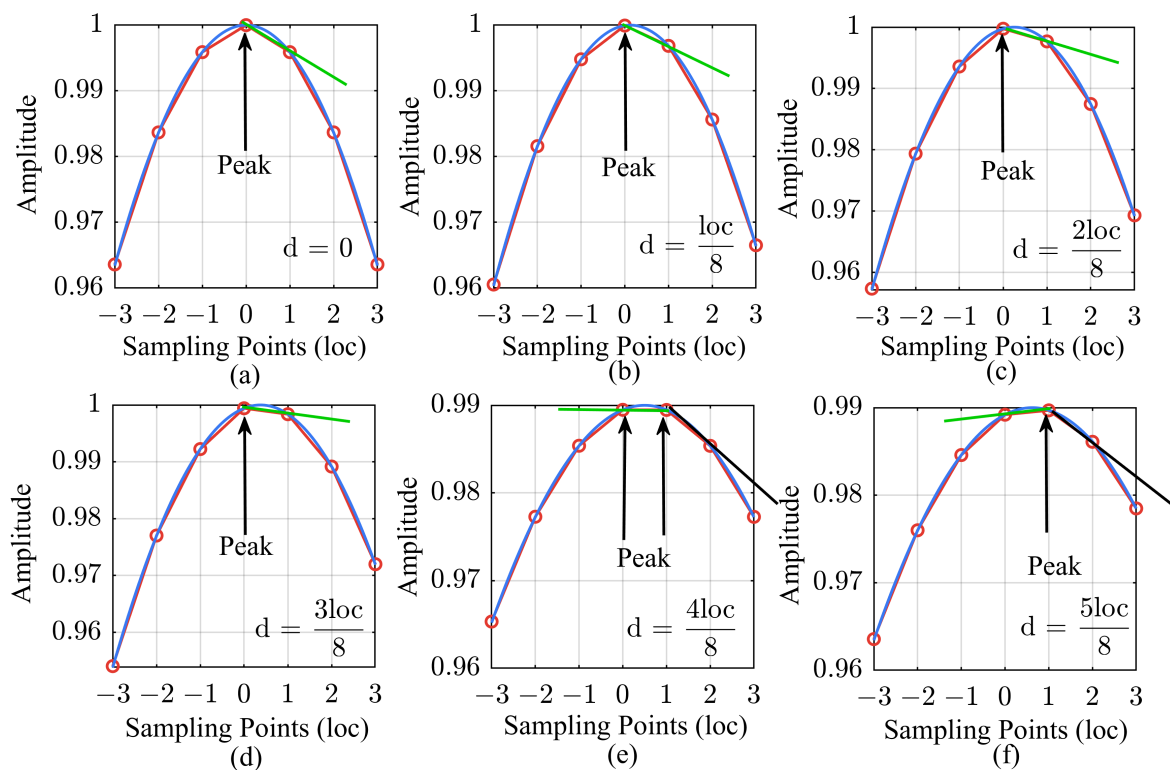 1
0.99
0.98
0.97
0.96
Amplitude
Peak
d = 0
−3 −2 −1 0 1 2 3
Sampling Points (loc)
(a)
1
0.99
0.98
0.97
0.96
Amplitude
Peak
d = loc/8
−3 −2 −1 0 1 2 3
Sampling Points (loc)
(b)
1
0.99
0.98
0.97
0.96
Amplitude
Peak
d = 2loc/8
−3 −2 −1 0 1 2 3
Sampling Points (loc)
(c)
1
0.99
0.98
0.97
0.96
Amplitude
Peak
d = 3loc/8
−3 −2 −1 0 1 2 3
Sampling Points (loc)
(d)
0.99
0.98
0.97
0.96
Amplitude
Peak
d = 4loc/8
−3 −2 −1 0 1 2 3
Sampling Points (loc)
(e)
0.99
0.98
0.97
0.96
Amplitude
Peak
d = 5loc/8
−3 −2 −1 0 1 2 3
Sampling Points (loc)
(f)